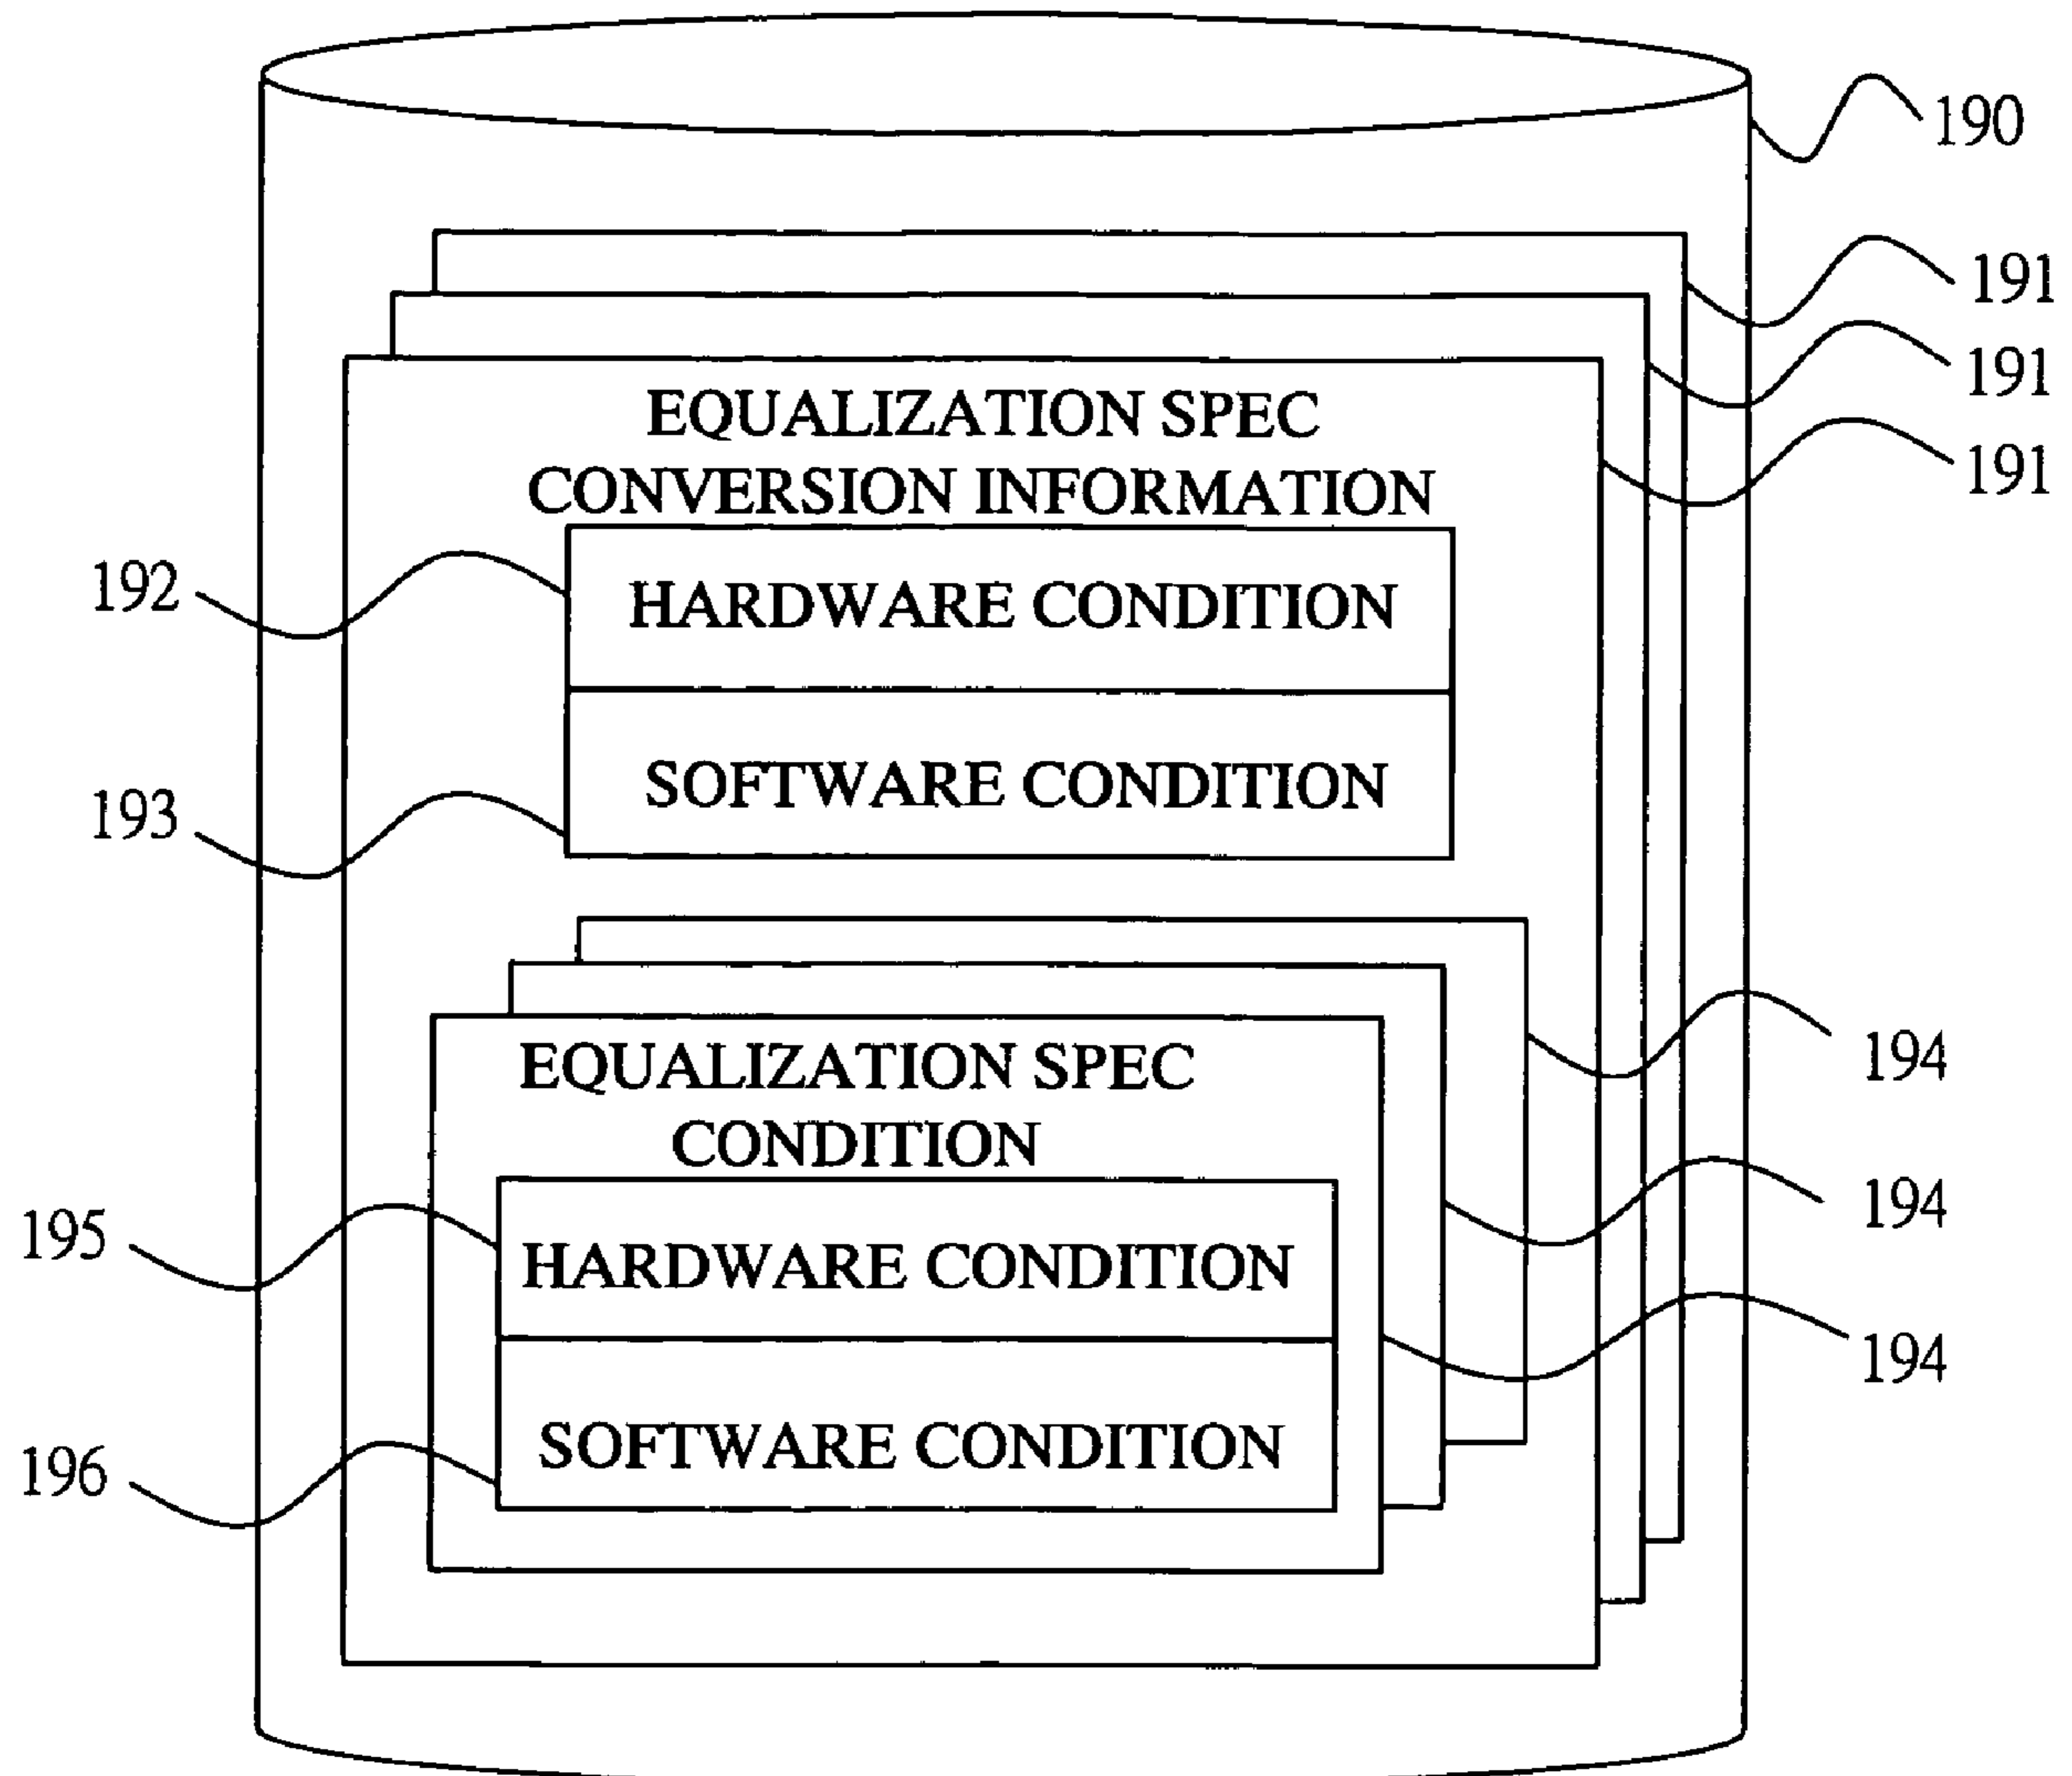 190
191
191
EQUALIZATION SPEC
CONVERSION INFORMATION
191
192
HARDWARE CONDITION
193
SOFTWARE CONDITION
194
EQUALIZATION SPEC
CONDITION
194
195
HARDWARE CONDITION
194
196
SOFTWARE CONDITION